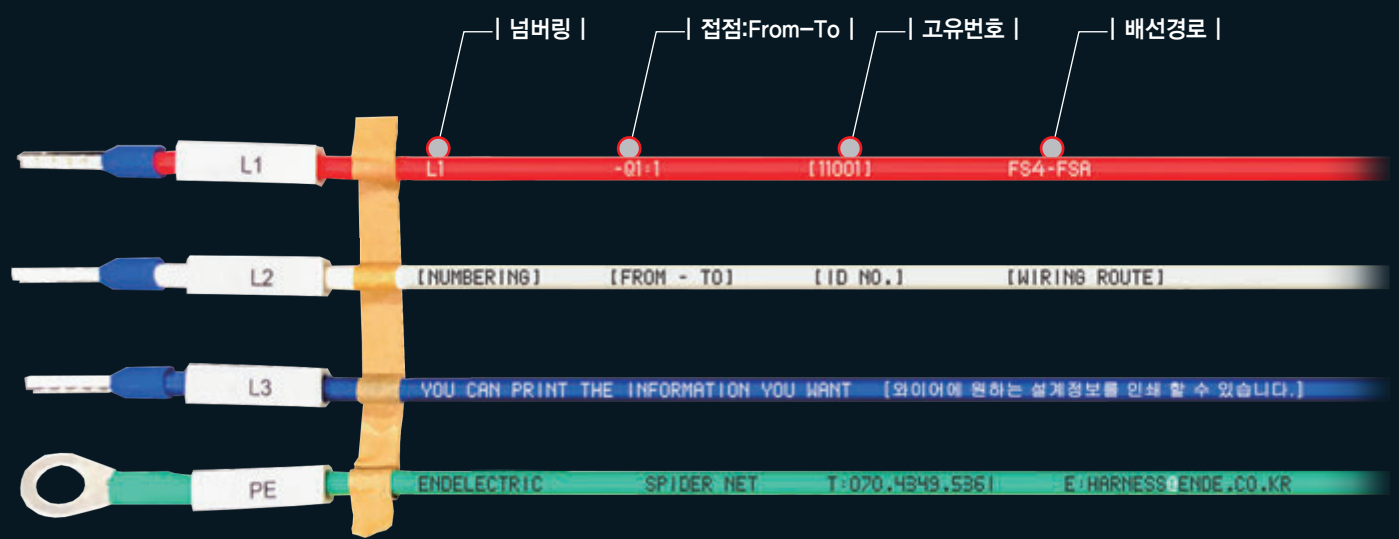 | 넘버링 | | 접점:From-To | | 고유번호 | | 배선경로 |
L1 L1 -Q1:1 [11001] FS4-FSA
L2 [NUMBERING] [FROM - TO] [ID NO.] [WIRING ROUTE]
L3 YOU CAN PRINT THE INFORMATION YOU WANT [와이어에 원하는 설계정보를 인쇄 할 수 있습니다.]
PE ENDELECTRIC SPIDER NET T:070.4349.5361 E:HARNESS@ENDE.CO.KR